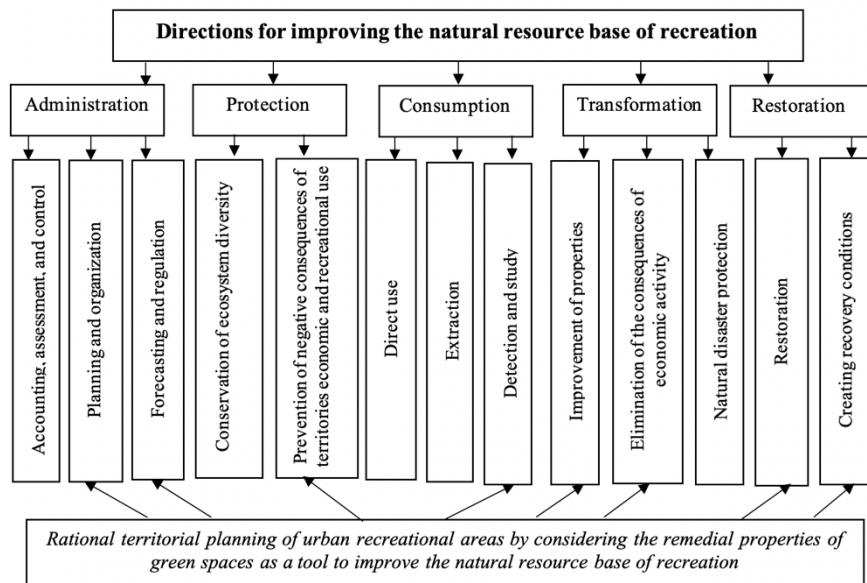 Directions for improving the natural resource base of recreation
Administration
Protection
Consumption
Transformation
Restoration
Accounting, assessment, and control
Planning and organization
Forecasting and regulation
Conservation of ecosystem diversity
Prevention of negative consequences of
territories economic and recreational use
Direct use
Extraction
Detection and study
Improvement of properties
Elimination of the consequences of
economic activity
Natural disaster protection
Restoration
Creating recovery conditions
Rational territorial planning of urban recreational areas by considering the remedial properties of
green spaces as a tool to improve the natural resource base of recreation